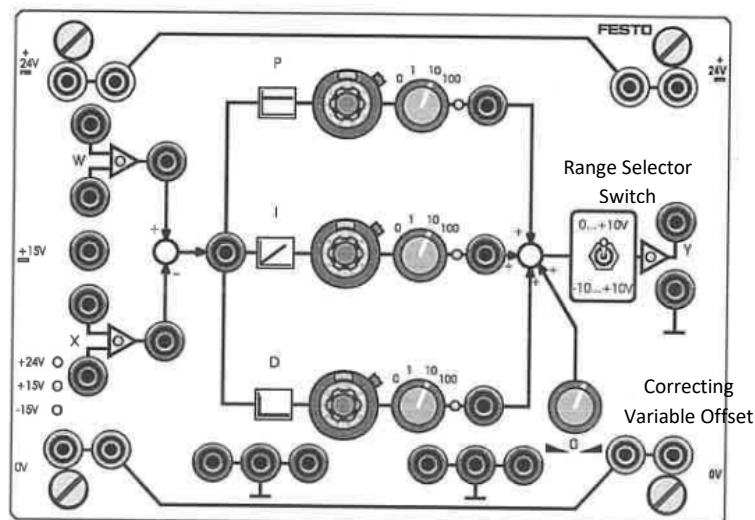 FESTO
+
24V
+
24V
P
0 1 10 100
W
Range Selector
Switch
I
0 1 10 100
0...+10V
-10...+10V
Y
+15V
+
-
+
+
+
+
X
+24V
+15V
-15V
D
0 1 10 100
Correcting
Variable Offset
0
0V
0V